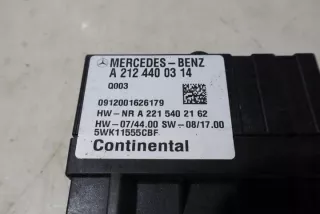 MERCEDES-BENZ
A 212 440 03 14
Q003
0912001626179
HW-NR A 221 540 21 62
HW-07/44.00 SW-08/17.00
5WK11555CBF
Continental